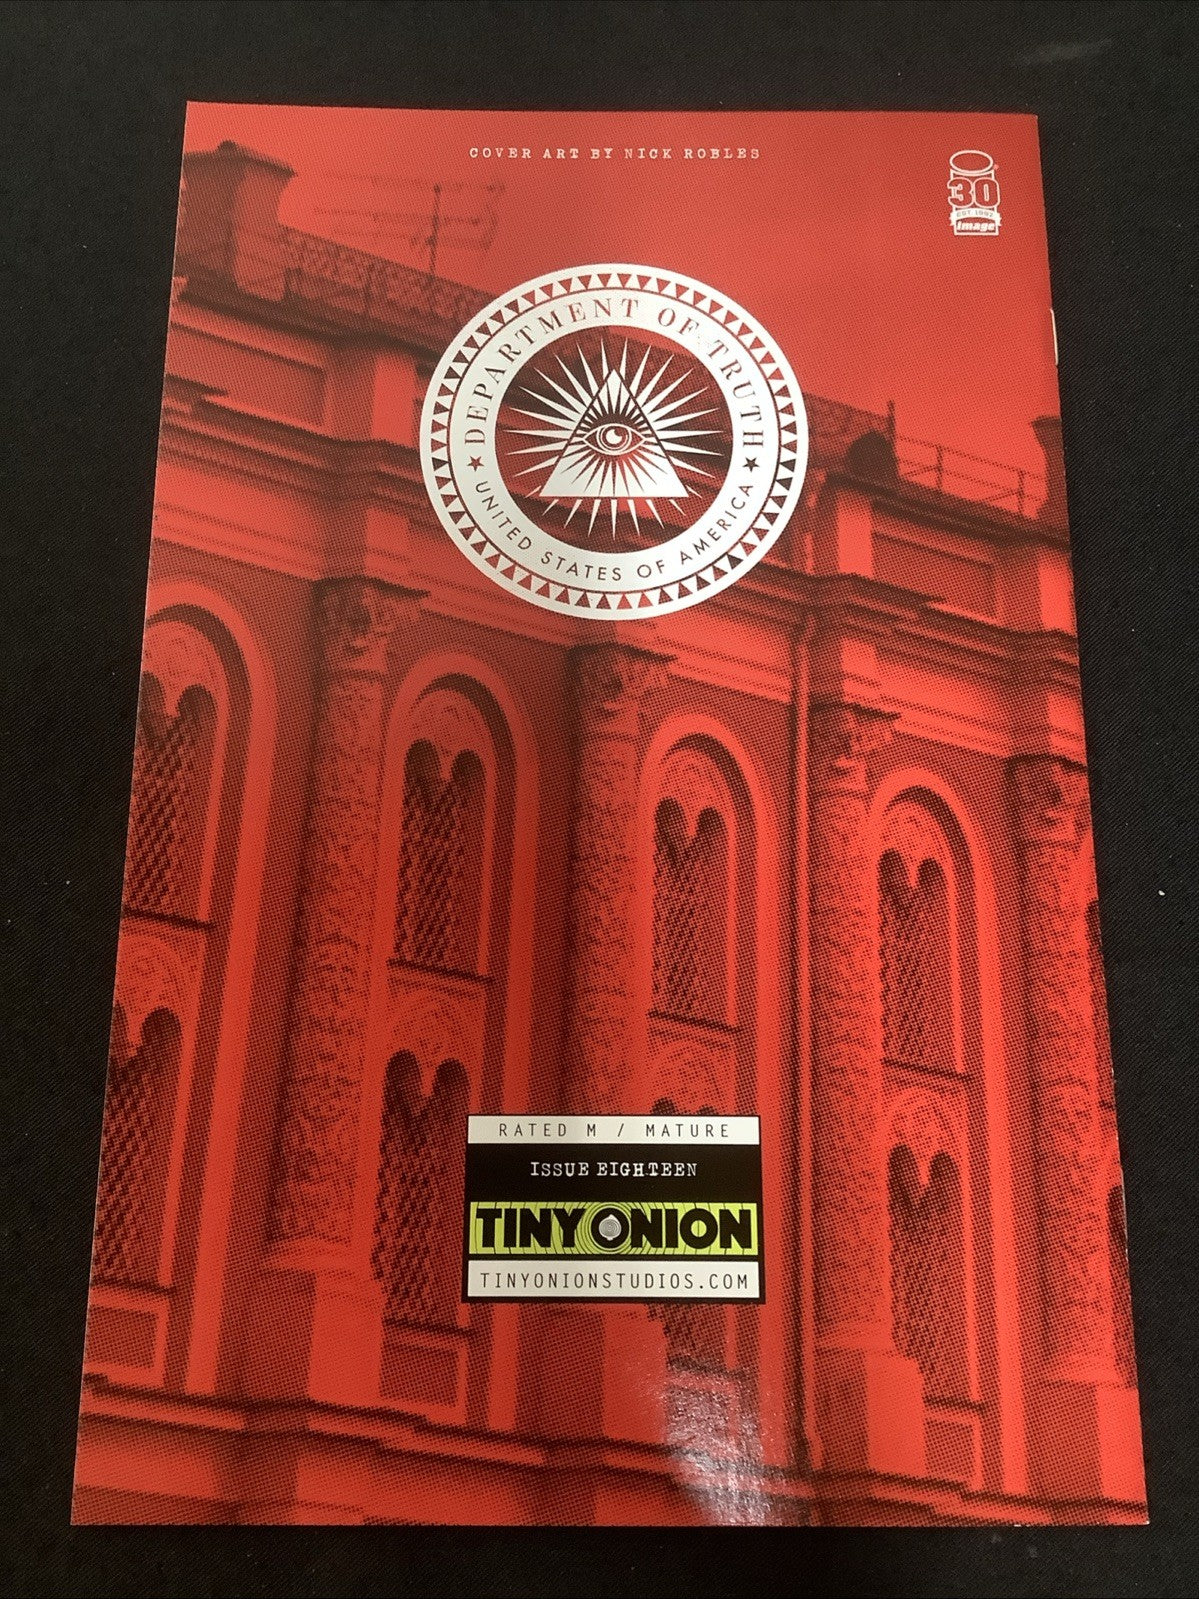 COVER ART BY NICK ROBLES
30
EST. 1992
image
DEPARTMENT OF TRUTH
★ UNITED STATES OF AMERICA ★
RATED M / MATURE
ISSUE EIGHTEEN
TINY ONION
TINYONIONSTUDIOS.COM